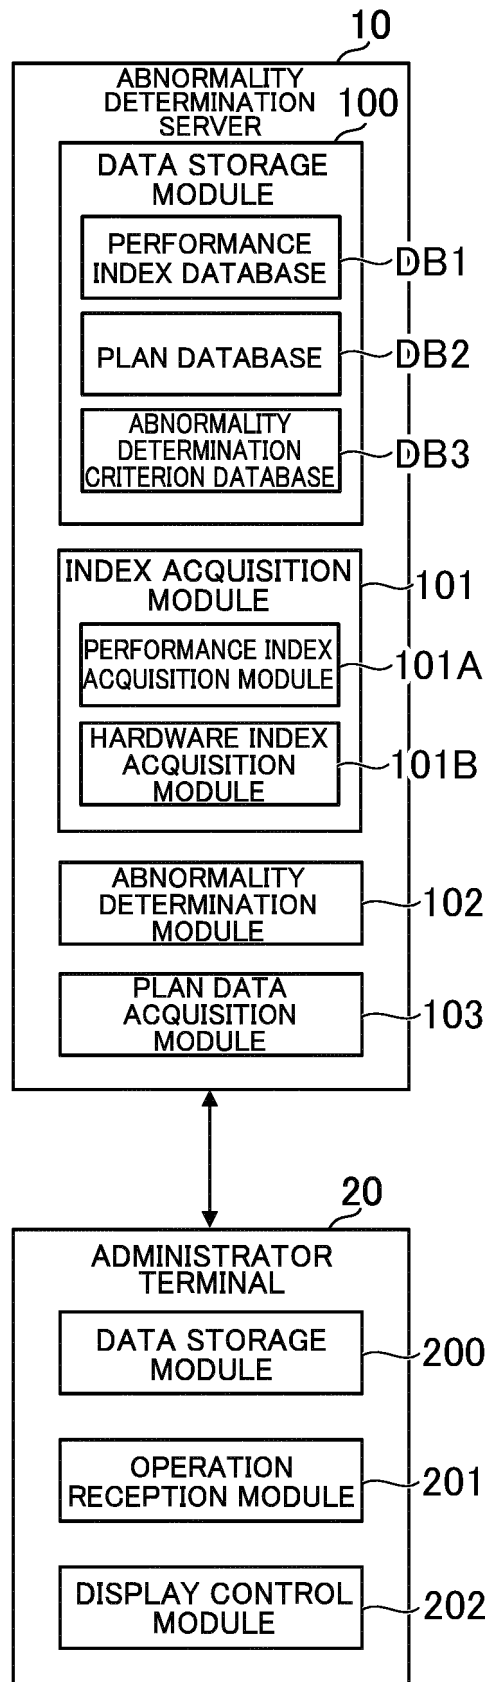 10
ABNORMALITY
DETERMINATION
SERVER
100
DATA STORAGE
MODULE
PERFORMANCE
INDEX DATABASE
DB1
PLAN DATABASE
DB2
ABNORMALITY
DETERMINATION
CRITERION DATABASE
DB3
INDEX ACQUISITION
MODULE
101
PERFORMANCE INDEX
ACQUISITION MODULE
101A
HARDWARE INDEX
ACQUISITION
MODULE
101B
ABNORMALITY
DETERMINATION
MODULE
102
PLAN DATA
ACQUISITION
MODULE
103
20
ADMINISTRATOR
TERMINAL
DATA STORAGE
MODULE
200
OPERATION
RECEPTION MODULE
201
DISPLAY CONTROL
MODULE
202